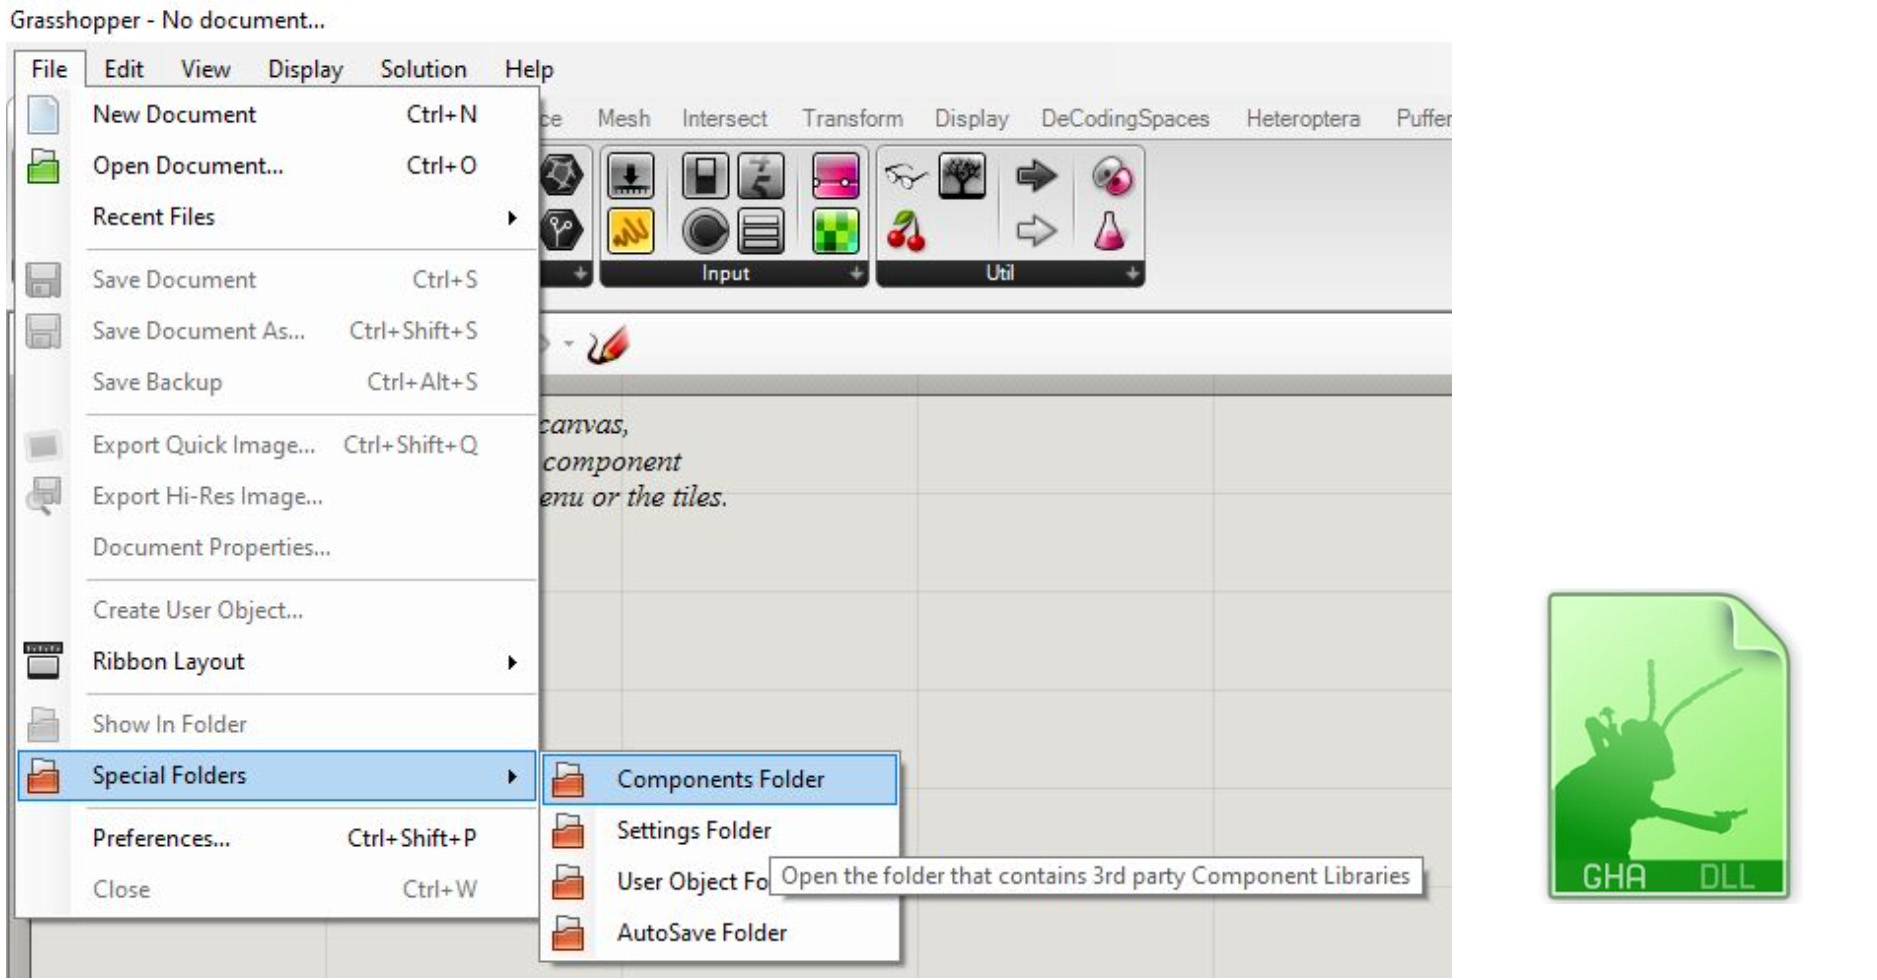 Grasshopper - No document...
File Edit View Display Solution Help
New Document Ctrl+N
Open Document... Ctrl+O
Recent Files
Save Document Ctrl+S
Save Document As... Ctrl+Shift+S
Save Backup Ctrl+Alt+S
Export Quick Image... Ctrl+Shift+Q
Export Hi-Res Image...
Document Properties...
Create User Object...
Ribbon Layout
Show In Folder
Special Folders
Preferences... Ctrl+Shift+P
Close Ctrl+W
ce Mesh Intersect Transform Display DeCodingSpaces Heteroptera Puffer
Input Util
canvas,
component
enu or the tiles.
Components Folder
Settings Folder
User Object Fo
AutoSave Folder
Open the folder that contains 3rd party Component Libraries
GHA DLL